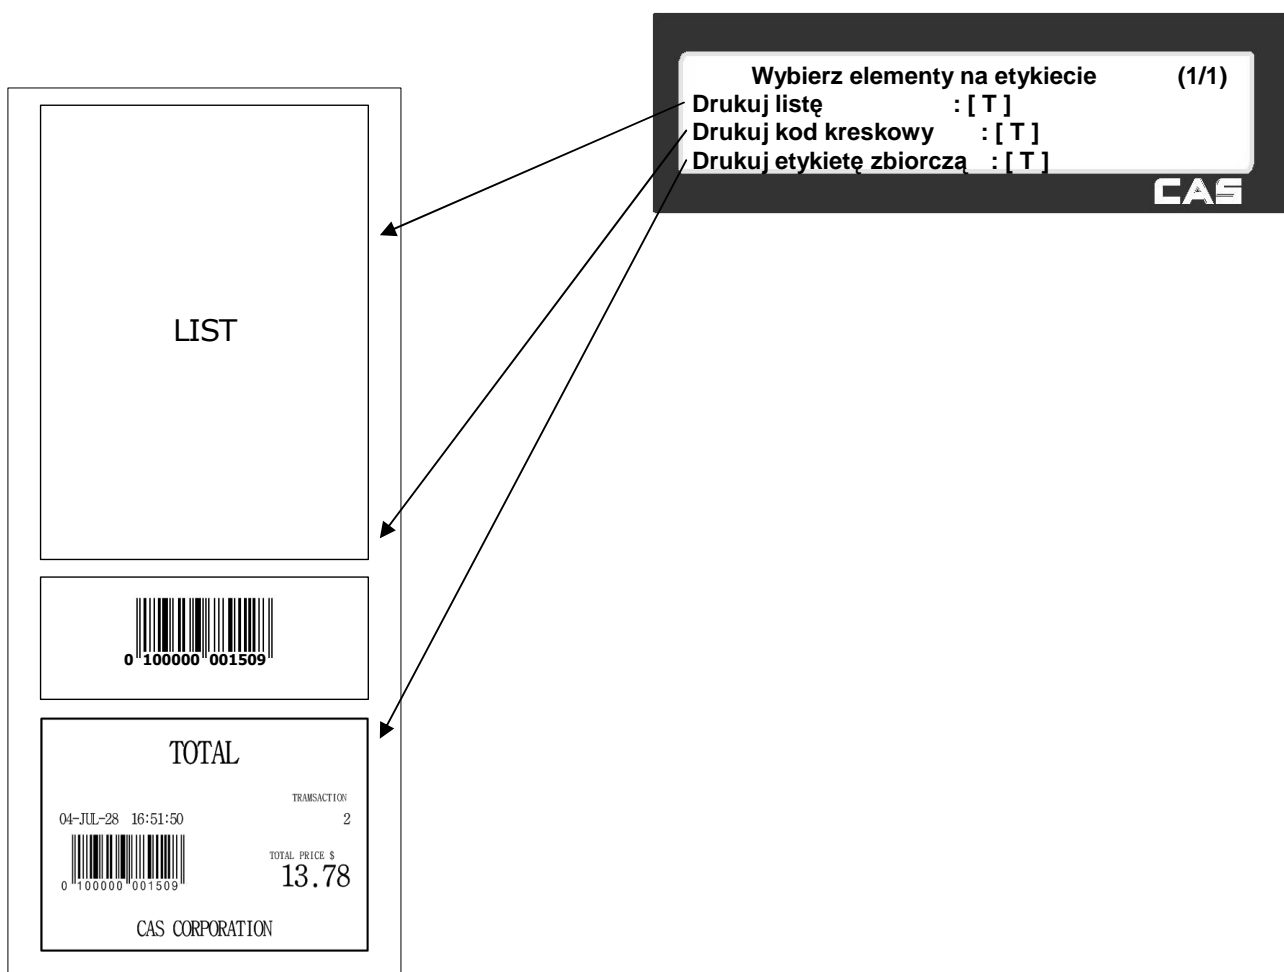 Wybierz elementy na etykiecie (1/1)
Drukuj listę : [ T ]
Drukuj kod kreskowy : [ T ]
Drukuj etykietę zbiorczą : [ T ]
CAS
LIST
0 100000 001509
TOTAL
TRAMSACTION
04-JUL-28 16:51:50 2
TOTAL PRICE $
13.78
0 100000 001509
CAS CORPORATION